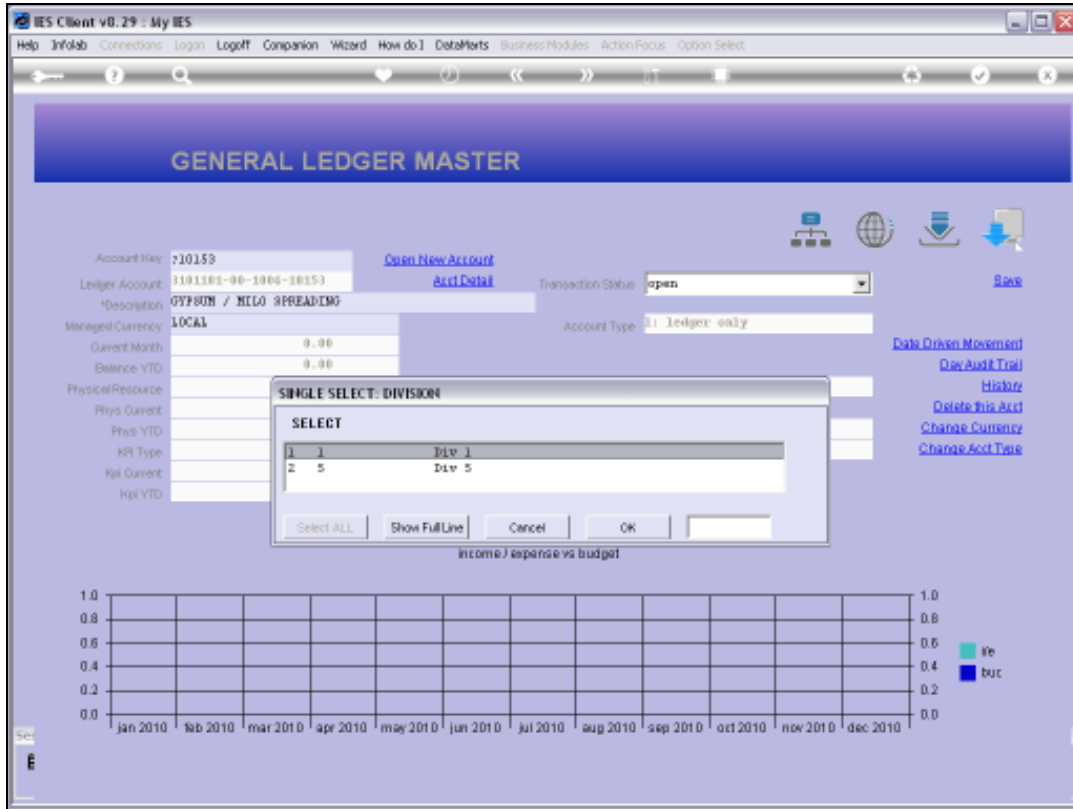 IES Client v8.29 : My IES
Help Infolab Connections Logon Logoff Companion Wizard How do I DataMarts Business Modules Action Focus Option Select
GENERAL LEDGER MASTER
Account Key 710153 Open New Account
Ledger Account 3101101-00-1004-10153 Acct Detail Transaction Status open Save
*Description GYPSUM / MILO SPREADING
Managed Currency LOCAL Account Type 1: ledger only
Current Month 0.00 Date Driven Movement
Balance YTD 0.00 Day Audit Trail
Physical Resource History
Phys Current Delete this Acct
Phys YTD Change Currency
KPI Type Change Acct Type
Kpi Current
Kpi YTD
SINGLE SELECT: DIVISION
SELECT
1 1 Div 1
2 5 Div 5
Select ALL Show Full Line Cancel OK
income / expense vs budget
1.0 1.0
0.8 0.8
0.6 0.6
0.4 0.4
0.2 0.2
0.0 0.0
i/e
buc
jan 2010 feb 2010 mar 2010 apr 2010 may 2010 jun 2010 jul 2010 aug 2010 sep 2010 oct 2010 nov 2010 dec 2010